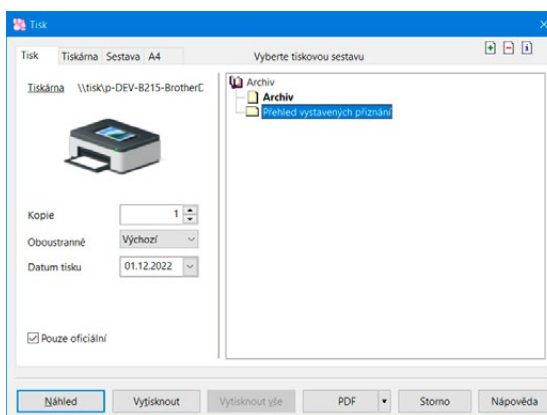 Tisk
Tisk Tiskárna Sestava A4
Vyberte tiskovou sestavu
Tiskárna \\tisk\p-DEV-B215-BrotherD
Archiv
Archiv
Přehled vystavených přiznání
Kopie 1
Oboustranně Výchozí
Datum tisku 01.12.2022
Pouze oficiální
Náhled Vytisknout Vytisknout vše PDF Storno Nápověda